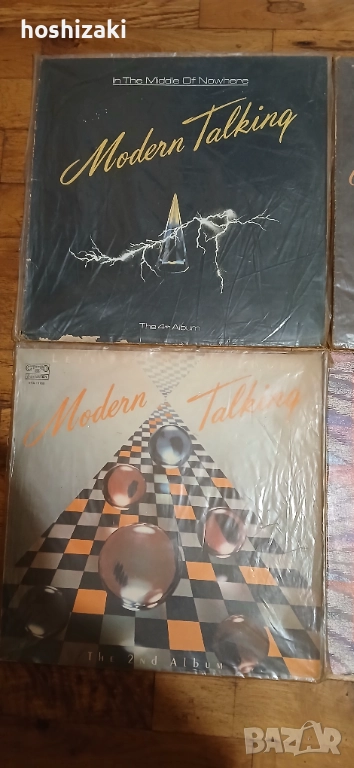 hoshizaki
In The Middle Of Nowhere
Modern Talking
The 4th Album
Modern Talking
The 2nd Album
BAZAR